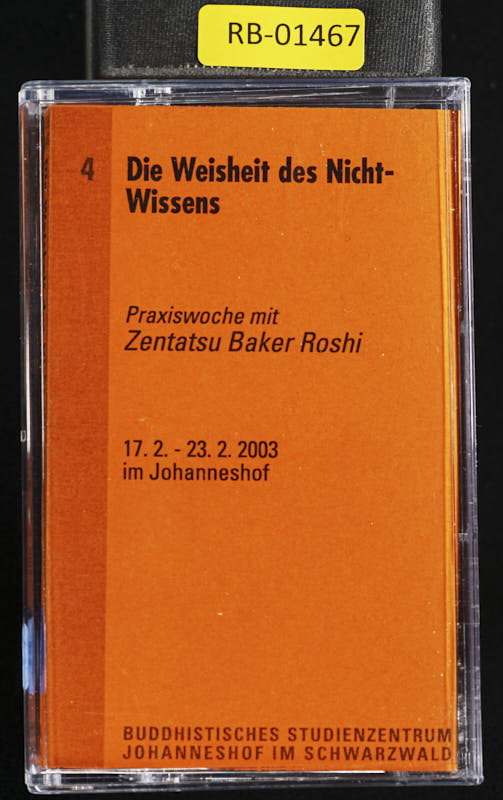 RB-01467
4 Die Weisheit des Nicht-
Wissens
Praxiswoche mit
Zentatsu Baker Roshi
17. 2. - 23. 2. 2003
im Johanneshof
BUDDHISTISCHES STUDIENZENTRUM
JOHANNESHOF IM SCHWARZWALD